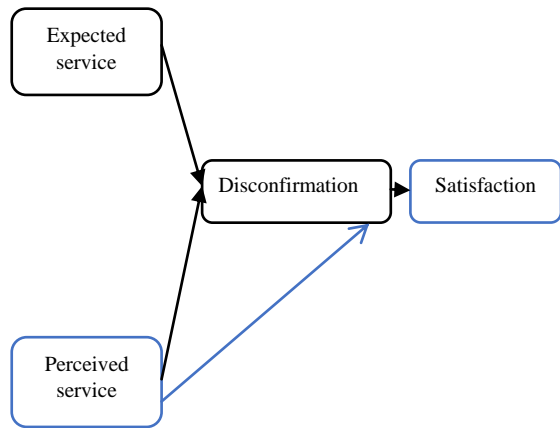 Expected
service
Disconfirmation
Satisfaction
Perceived
service